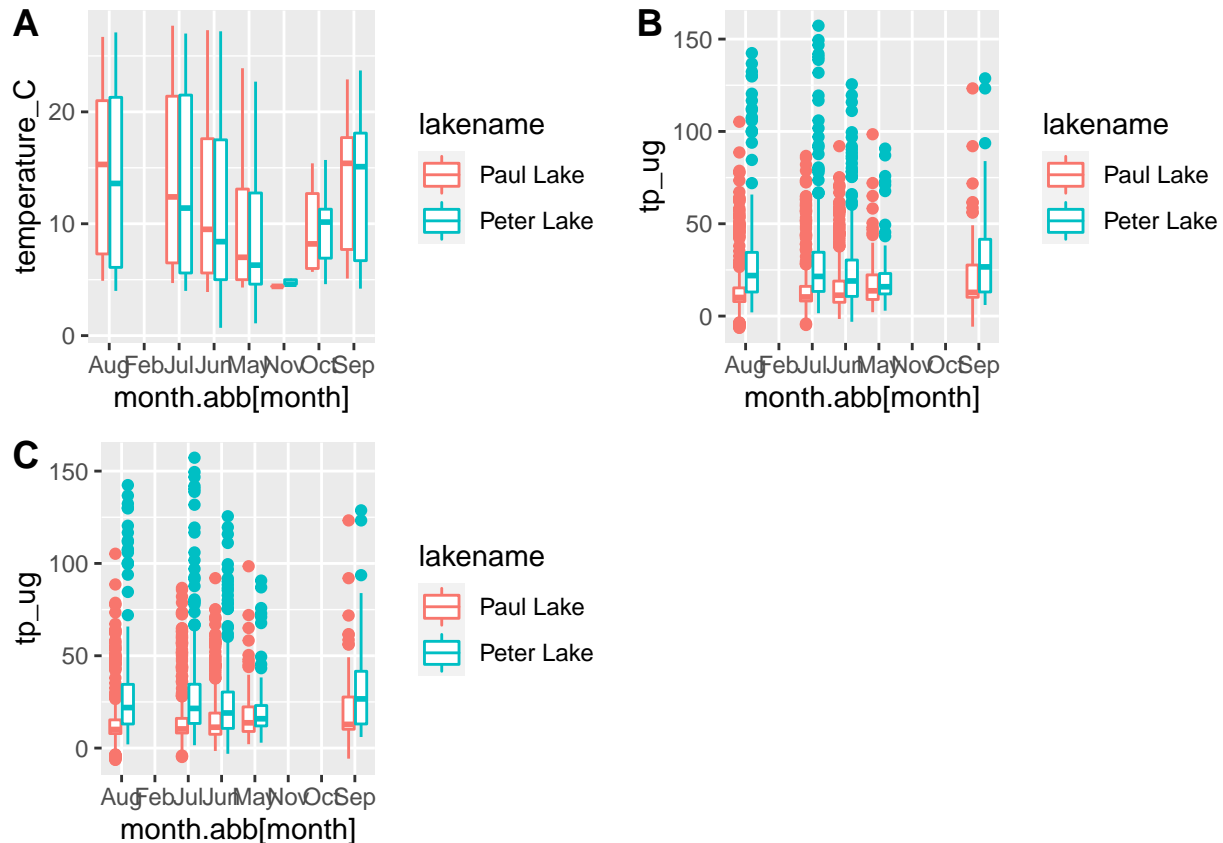 A
temperature_C
20
10
0
Aug Feb Jul Jun May Nov Oct Sep
month.abb[month]
lakename
Paul Lake
Peter Lake
B
tp_ug
150
100
50
0
Aug Feb Jul Jun May Nov Oct Sep
month.abb[month]
lakename
Paul Lake
Peter Lake
C
tp_ug
150
100
50
0
Aug Feb Jul Jun May Nov Oct Sep
month.abb[month]
lakename
Paul Lake
Peter Lake